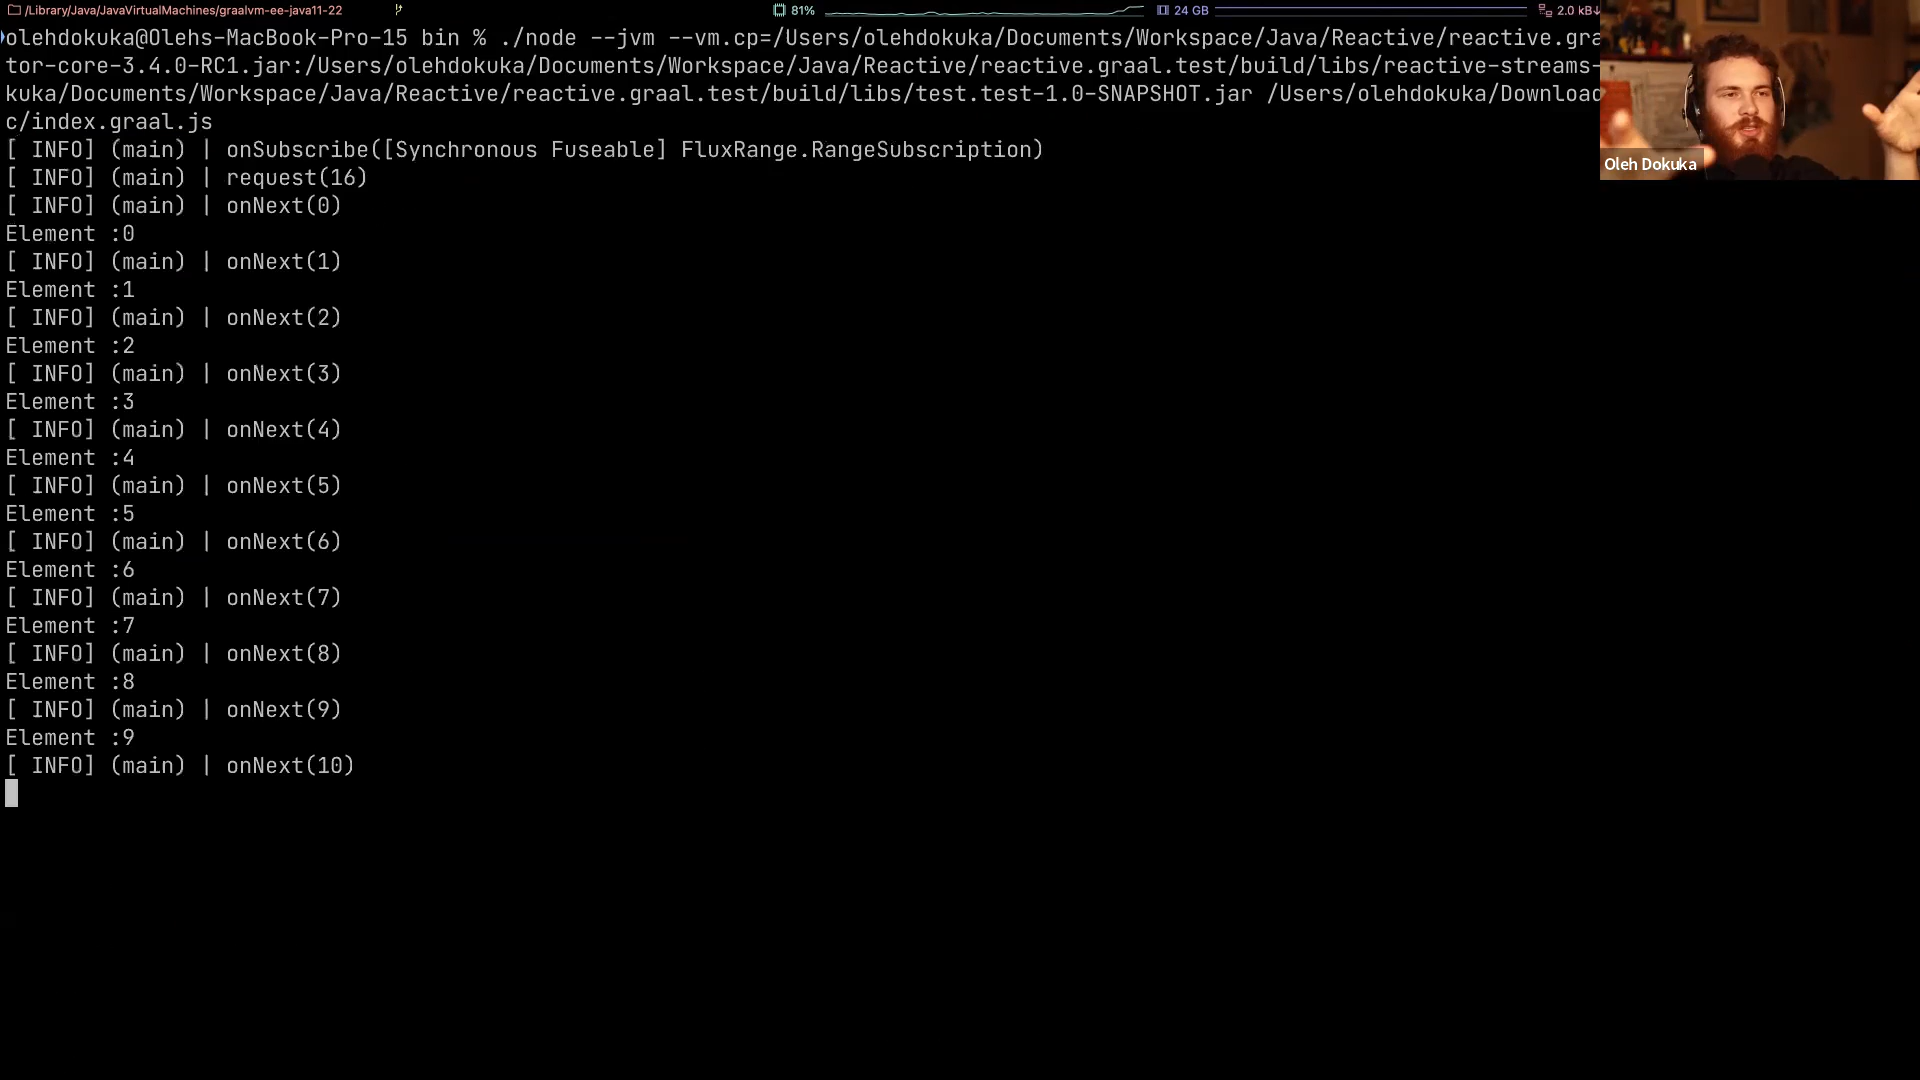 /Library/Java/JavaVirtualMachines/graalvm-ee-java11-22
81%
24 GB
2.0 kB↓
olehdokuka@Olehs-MacBook-Pro-15 bin % ./node --jvm --vm.cp=/Users/olehdokuka/Documents/Workspace/Java/Reactive/reactive.gra
tor-core-3.4.0-RC1.jar:/Users/olehdokuka/Documents/Workspace/Java/Reactive/reactive.graal.test/build/libs/reactive-streams-
kuka/Documents/Workspace/Java/Reactive/reactive.graal.test/build/libs/test.test-1.0-SNAPSHOT.jar /Users/olehdokuka/Download
c/index.graal.js
[ INFO] (main) | onSubscribe([Synchronous Fuseable] FluxRange.RangeSubscription)
[ INFO] (main) | request(16)
[ INFO] (main) | onNext(0)
Element :0
[ INFO] (main) | onNext(1)
Element :1
[ INFO] (main) | onNext(2)
Element :2
[ INFO] (main) | onNext(3)
Element :3
[ INFO] (main) | onNext(4)
Element :4
[ INFO] (main) | onNext(5)
Element :5
[ INFO] (main) | onNext(6)
Element :6
[ INFO] (main) | onNext(7)
Element :7
[ INFO] (main) | onNext(8)
Element :8
[ INFO] (main) | onNext(9)
Element :9
[ INFO] (main) | onNext(10)
Oleh Dokuka